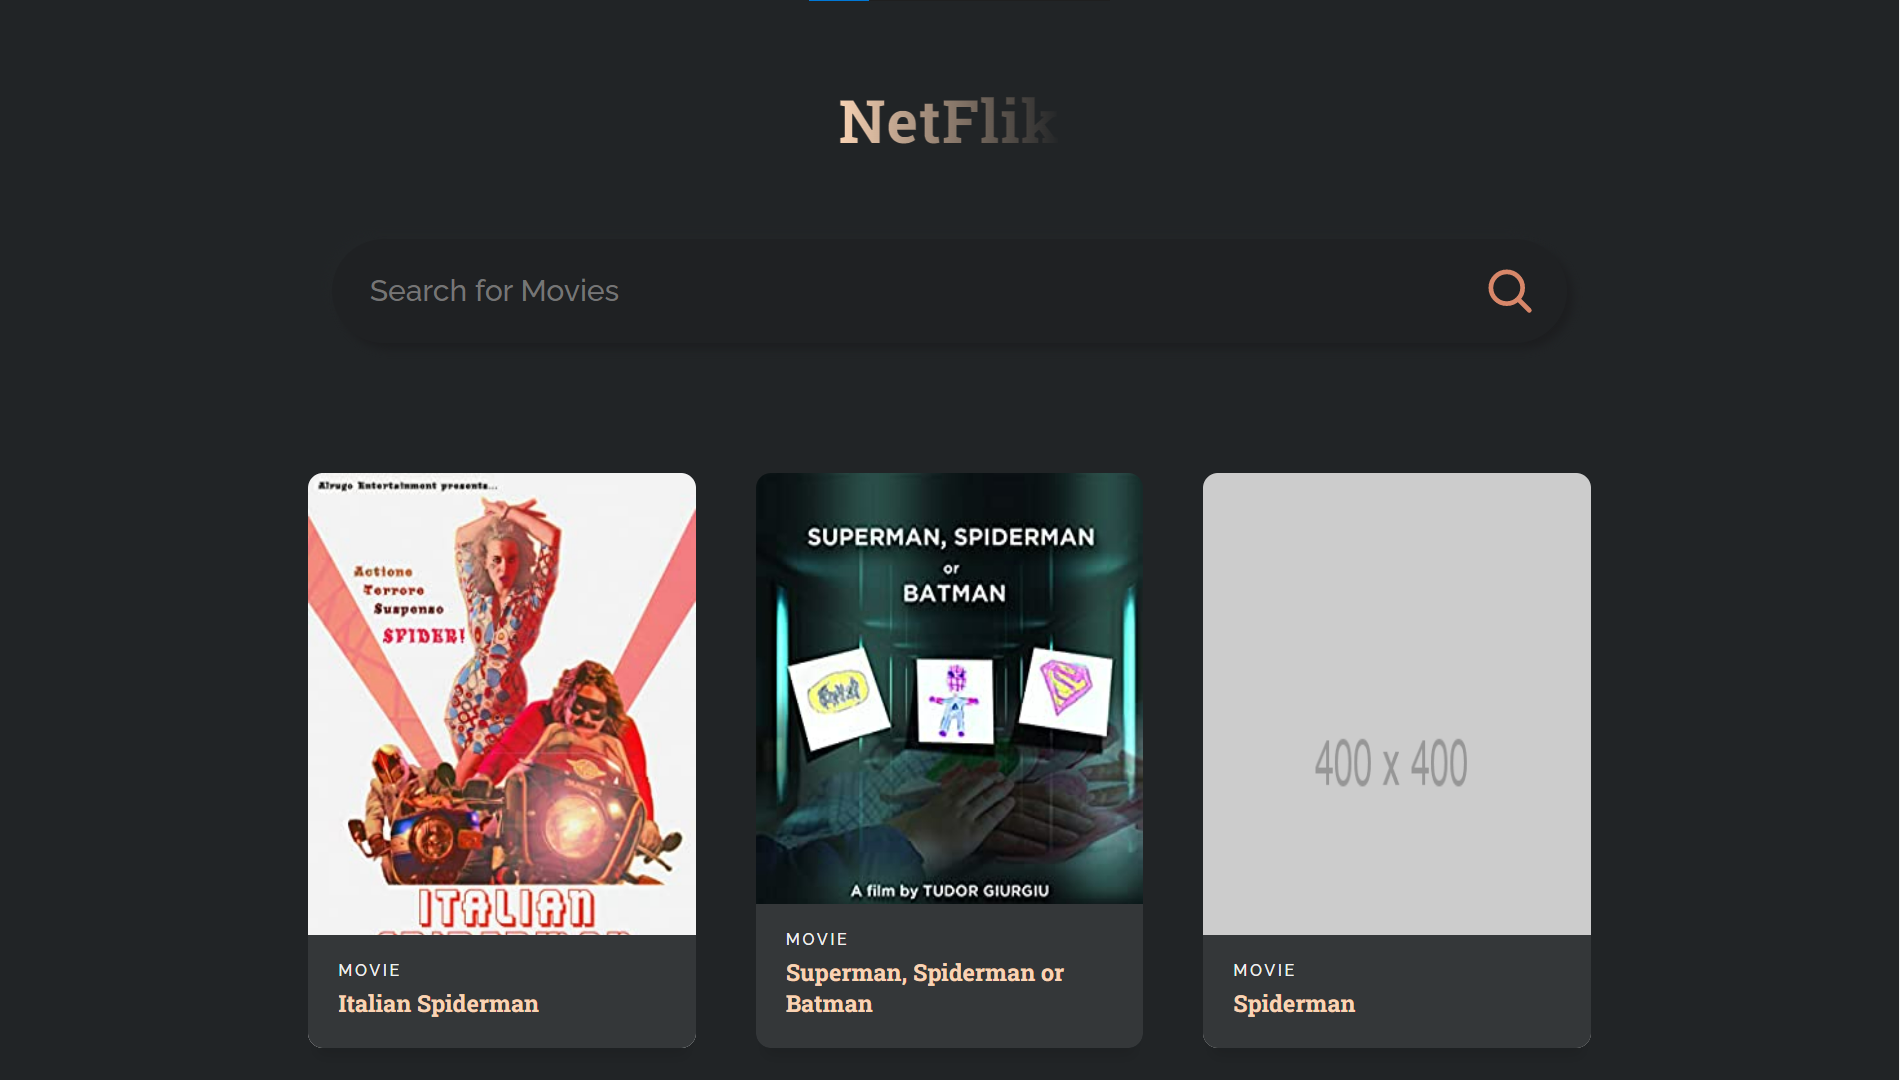 NetFlik
Search for Movies
Alrugo Entertainment presents...
Actione
Terrore
Suspenso
SPIDER!
ITALIAN
MOVIE
Italian Spiderman
SUPERMAN, SPIDERMAN
or
BATMAN
A film by TUDOR GIURGIU
MOVIE
Superman, Spiderman or
Batman
400 x 400
MOVIE
Spiderman